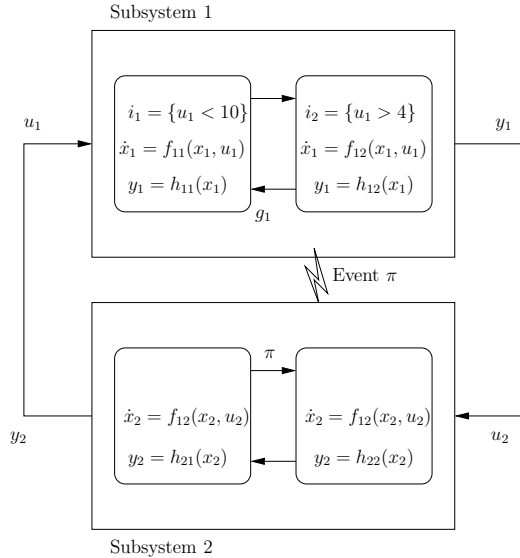 Subsystem 1
u₁
y₁
i₁ = {u₁ < 10}
ẋ₁ = f₁₁(x₁, u₁)
y₁ = h₁₁(x₁)
i₂ = {u₁ > 4}
ẋ₁ = f₁₂(x₁, u₁)
y₁ = h₁₂(x₁)
g₁
Event π
π
ẋ₂ = f₁₂(x₂, u₂)
y₂ = h₂₁(x₂)
ẋ₂ = f₁₂(x₂, u₂)
y₂ = h₂₂(x₂)
y₂
u₂
Subsystem 2